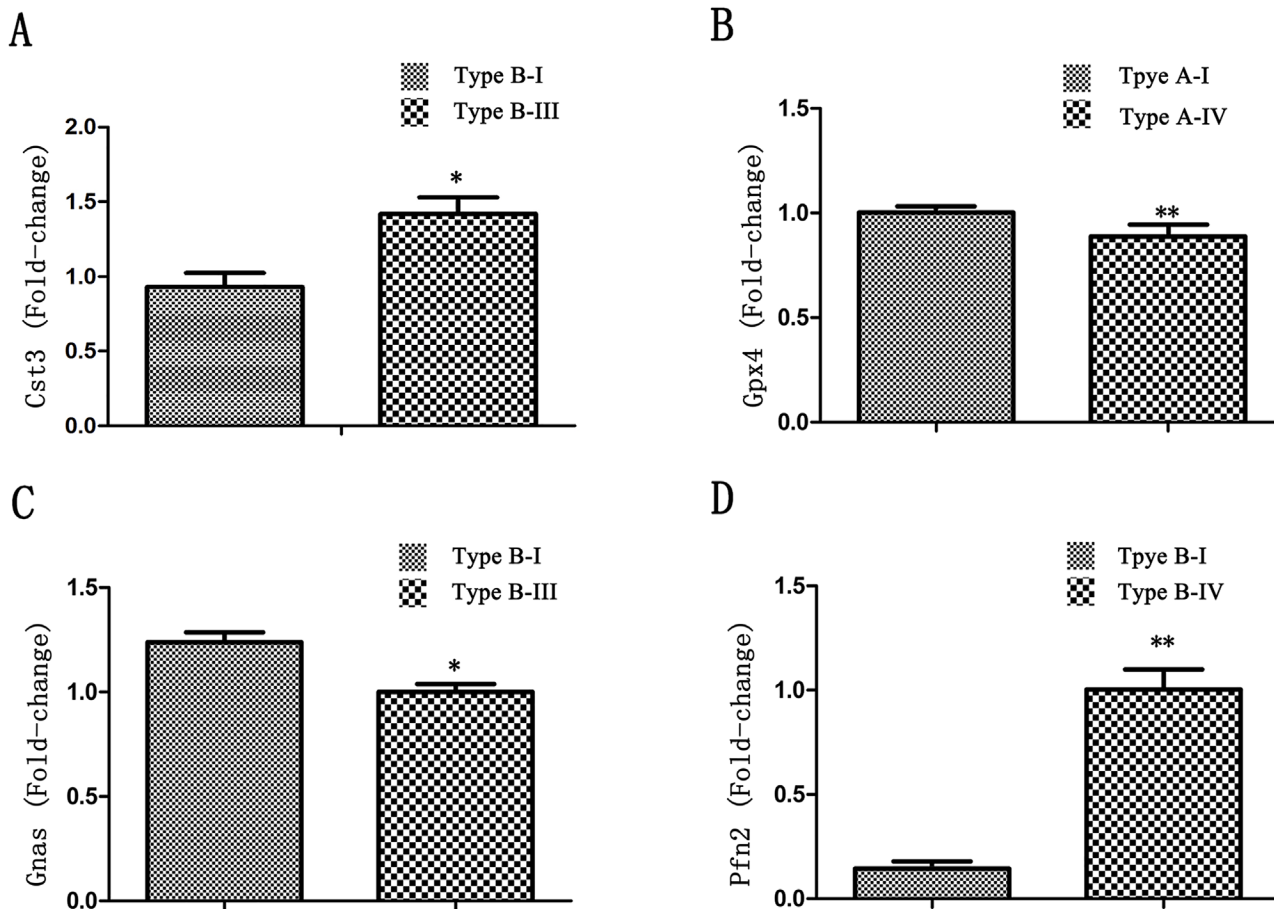 A
Type B-I
Type B-III
Cst3 (Fold-change)
2.0
1.5
1.0
0.5
0.0
*
B
Tpye A-I
Type A-IV
Gpx4 (Fold-change)
1.5
1.0
0.5
0.0
**
C
Type B-I
Type B-III
Gnas (Fold-change)
1.5
1.0
0.5
0.0
*
D
Tpye B-I
Type B-IV
Pfn2 (Fold-change)
1.5
1.0
0.5
0.0
**